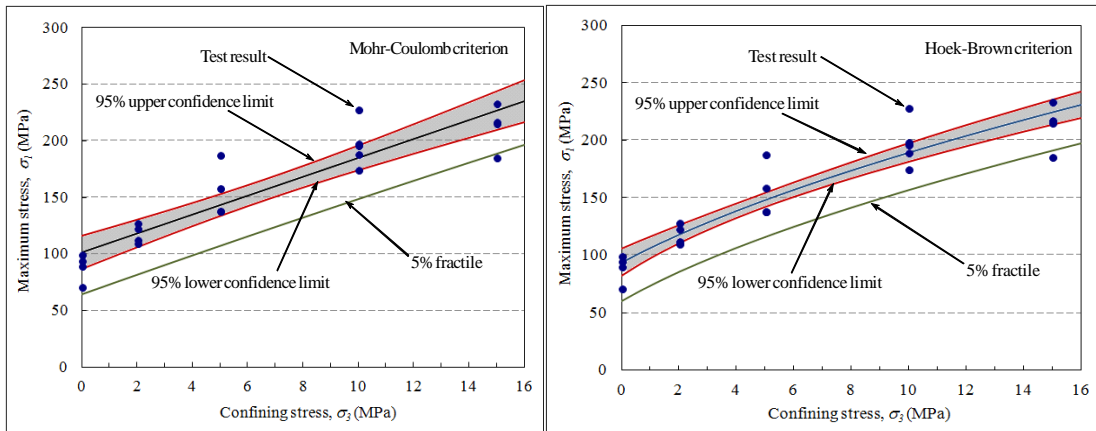 Mohr-Coulomb criterion
Test result
95% upper confidence limit
95% lower confidence limit
5% fractile
Maximum stress, σ1 (MPa)
300
250
200
150
100
50
0
0 2 4 6 8 10 12 14 16
Confining stress, σ3 (MPa)
Hoek-Brown criterion
Test result
95% upper confidence limit
95% lower confidence limit
5% fractile
Maximum stress, σ1 (MPa)
300
250
200
150
100
50
0
0 2 4 6 8 10 12 14 16
Confining stress, σ3 (MPa)